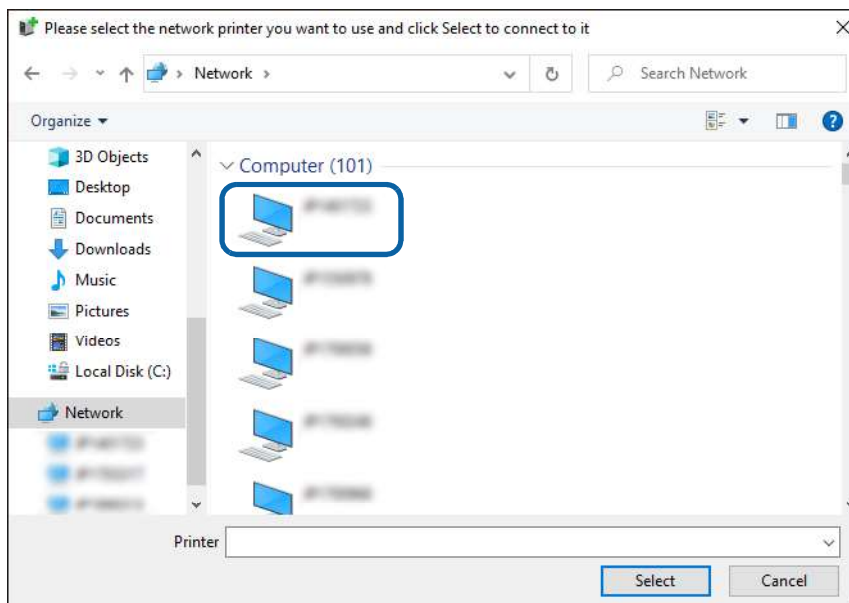 Please select the network printer you want to use and click Select to connect to it
Network
Search Network
Organize
3D Objects
Desktop
Documents
Downloads
Music
Pictures
Videos
Local Disk (C:)
Network
Computer (101)
Printer
Select
Cancel